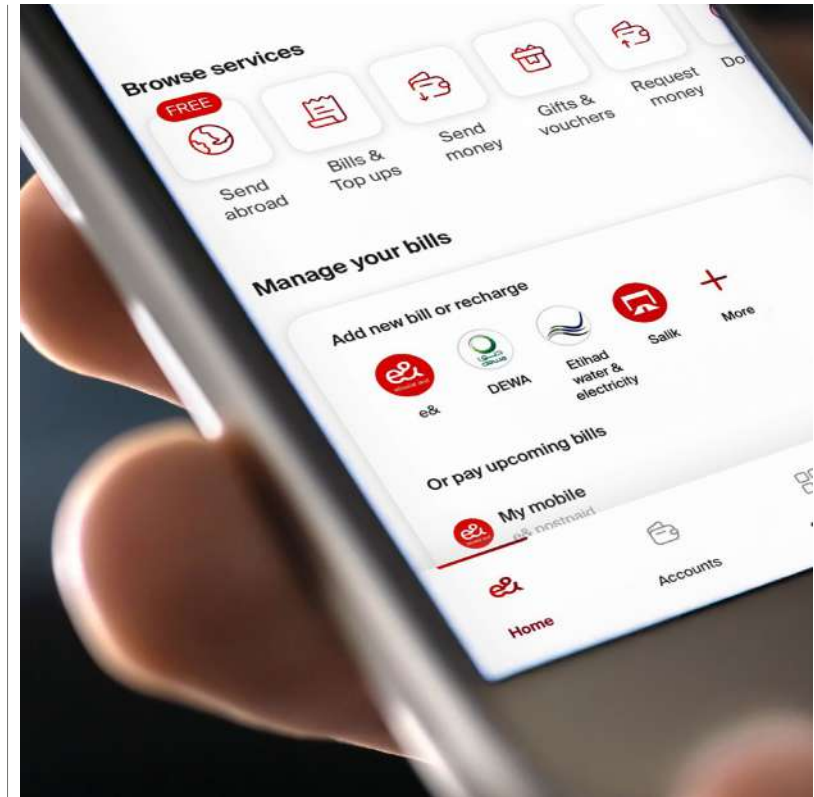 Browse services
FREE
Send
abroad
Bills &
Top ups
Send
money
Gifts &
vouchers
Request
money
Manage your bills
Add new bill or recharge
e&
e&
DEWA
Etihad
water &
electricity
Salik
More
Or pay upcoming bills
e&
My mobile
e& postpaid
e&
Home
Accounts